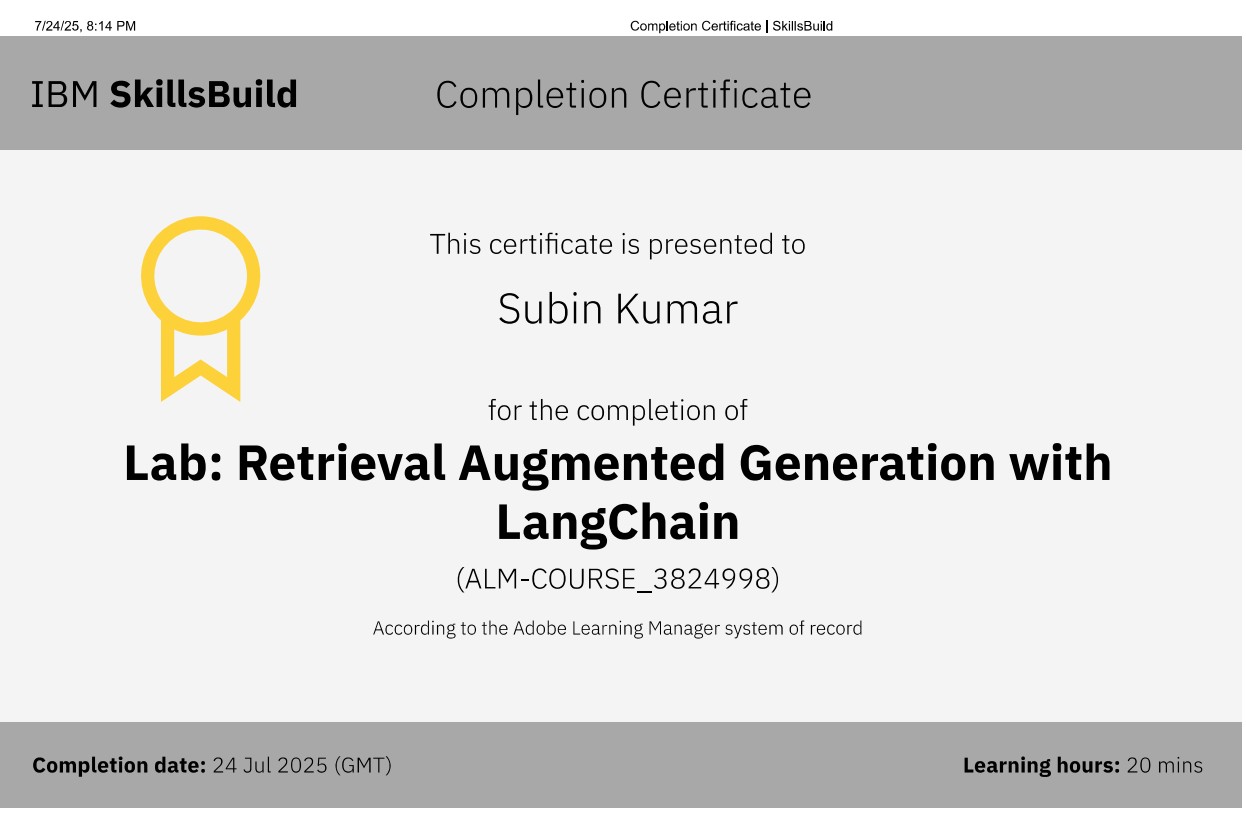 7/24/25, 8:14 PM Completion Certificate | SkillsBuild
IBM SkillsBuild Completion Certificate
This certificate is presented to
Subin Kumar
for the completion of
Lab: Retrieval Augmented Generation with
LangChain
(ALM-COURSE_3824998)
According to the Adobe Learning Manager system of record
Completion date: 24 Jul 2025 (GMT) Learning hours: 20 mins